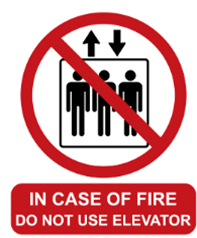 IN CASE OF FIRE
DO NOT USE ELEVATOR